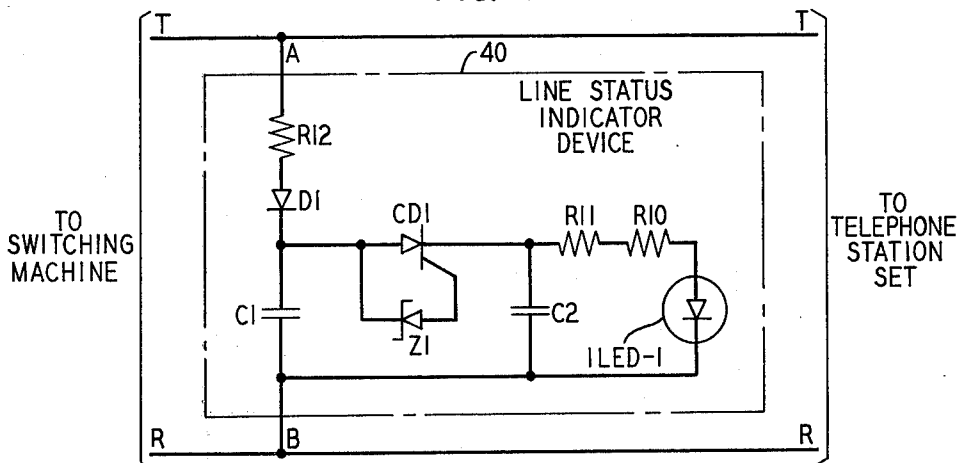 T
T
A
40
LINE STATUS
INDICATOR
DEVICE
R12
D1
CD1
R11
R10
TO
SWITCHING
MACHINE
TO
TELEPHONE
STATION
SET
C1
Z1
C2
1LED-1
R
B
R